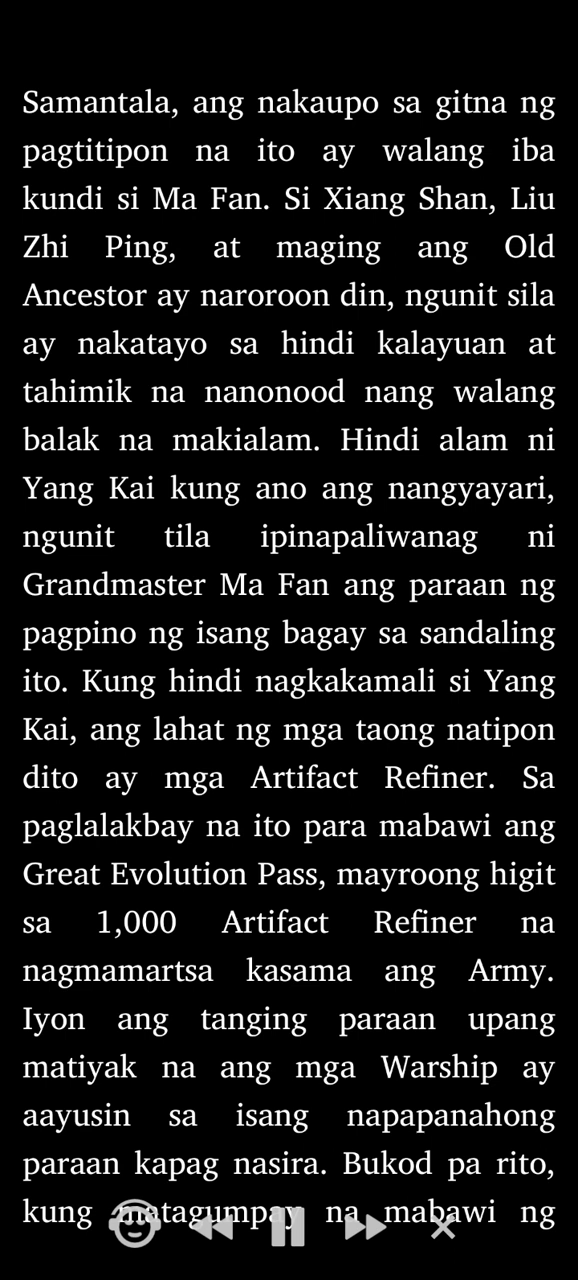 Samantala, ang nakaupo sa gitna ng
pagtitipon na ito ay walang iba
kundi si Ma Fan. Si Xiang Shan, Liu
Zhi Ping, at maging ang Old
Ancestor ay naroroon din, ngunit sila
ay nakatayo sa hindi kalayuan at
tahimik na nanonood nang walang
balak na makialam. Hindi alam ni
Yang Kai kung ano ang nangyayari,
ngunit tila ipinapaliwanag ni
Grandmaster Ma Fan ang paraan ng
pagpino ng isang bagay sa sandaling
ito. Kung hindi nagkakamali si Yang
Kai, ang lahat ng mga taong natipon
dito ay mga Artifact Refiner. Sa
paglalakbay na ito para mabawi ang
Great Evolution Pass, mayroong higit
sa 1,000 Artifact Refiner na
nagmamartsa kasama ang Army.
Iyon ang tanging paraan upang
matiyak na ang mga Warship ay
aayusin sa isang napapanahong
paraan kapag nasira. Bukod pa rito,
kung matagumpay na mabawi ng